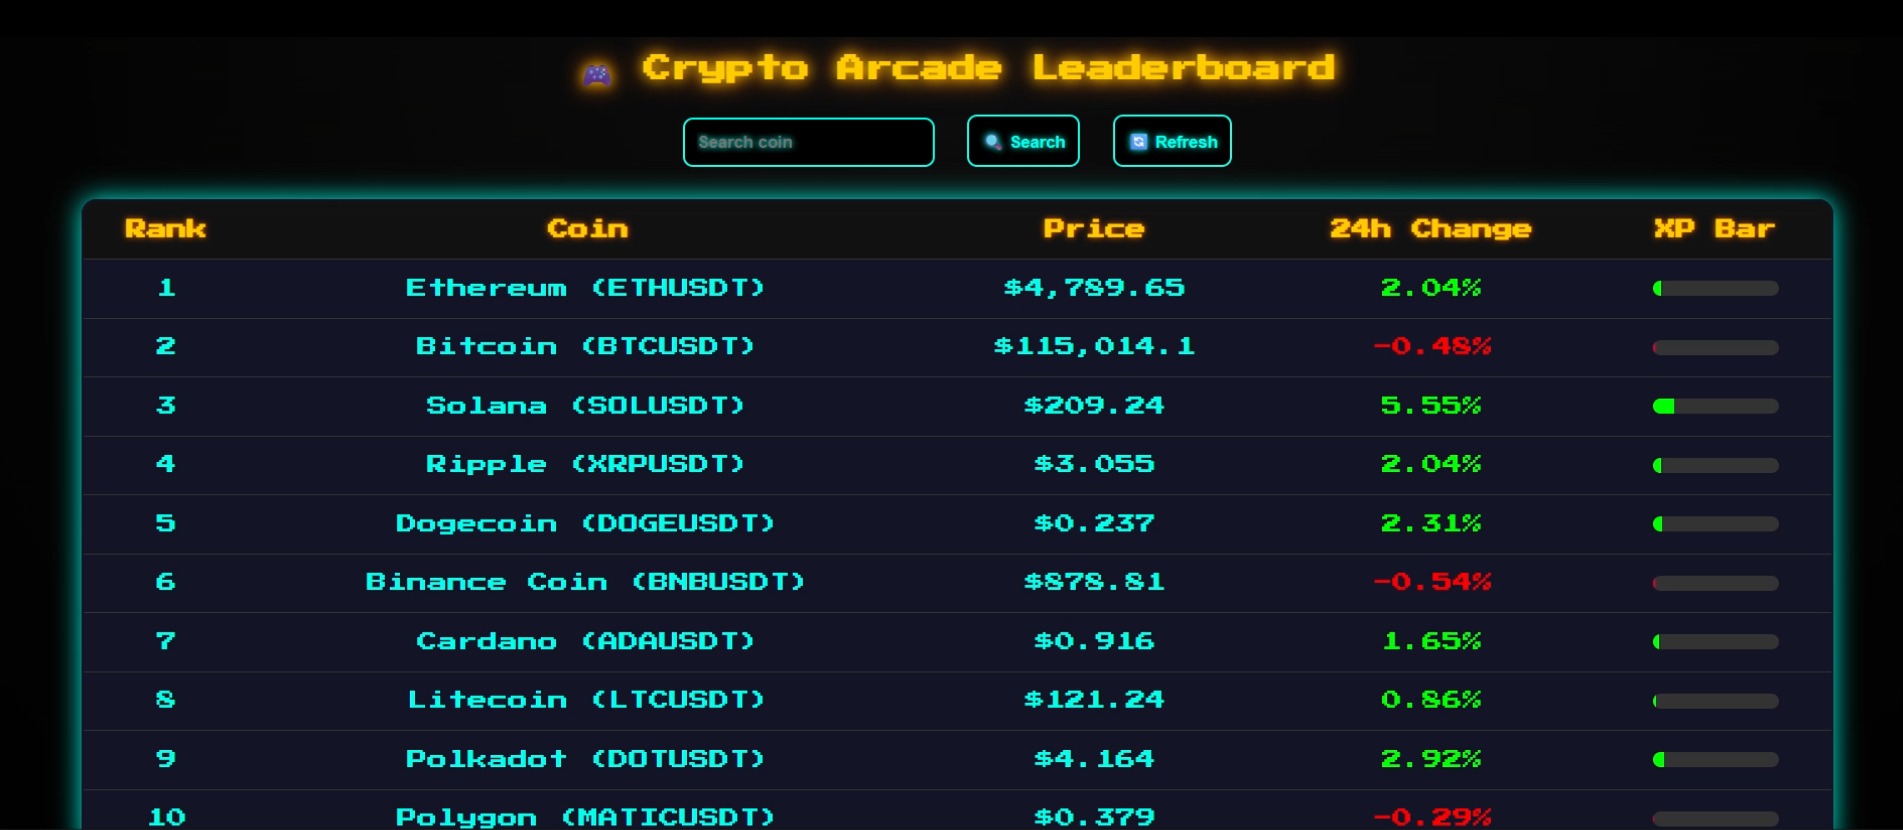 🎮 Crypto Arcade Leaderboard
Search coin 🔍 Search 🔄 Refresh
Rank Coin Price 24h Change XP Bar
1 Ethereum (ETHUSDT) $4,789.65 2.04%
2 Bitcoin (BTCUSDT) $115,014.1 -0.48%
3 Solana (SOLUSDT) $209.24 5.55%
4 Ripple (XRPUSDT) $3.055 2.04%
5 Dogecoin (DOGEUSDT) $0.237 2.31%
6 Binance Coin (BNBUSDT) $878.81 -0.54%
7 Cardano (ADAUSDT) $0.916 1.65%
8 Litecoin (LTCUSDT) $121.24 0.86%
9 Polkadot (DOTUSDT) $4.164 2.92%
10 Polygon (MATICUSDT) $0.379 -0.29%